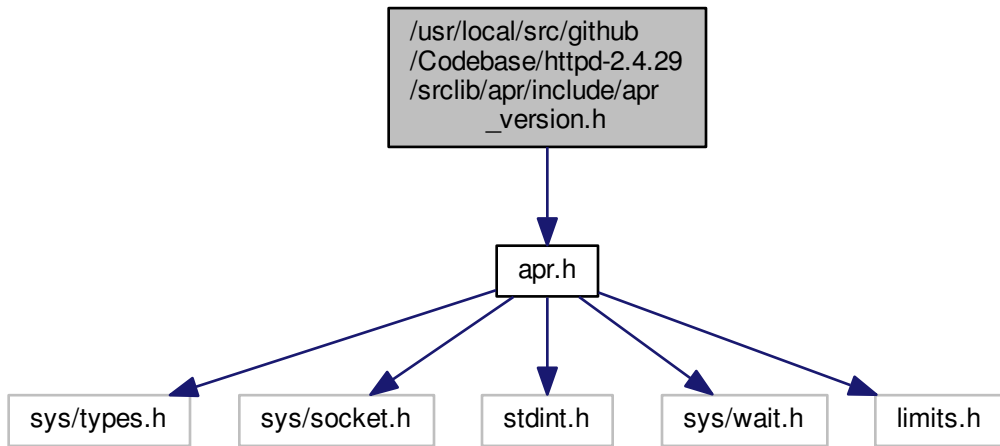 /usr/local/src/github
/Codebase/httpd-2.4.29
/srclib/apr/include/apr
_version.h
apr.h
sys/types.h
sys/socket.h
stdint.h
sys/wait.h
limits.h